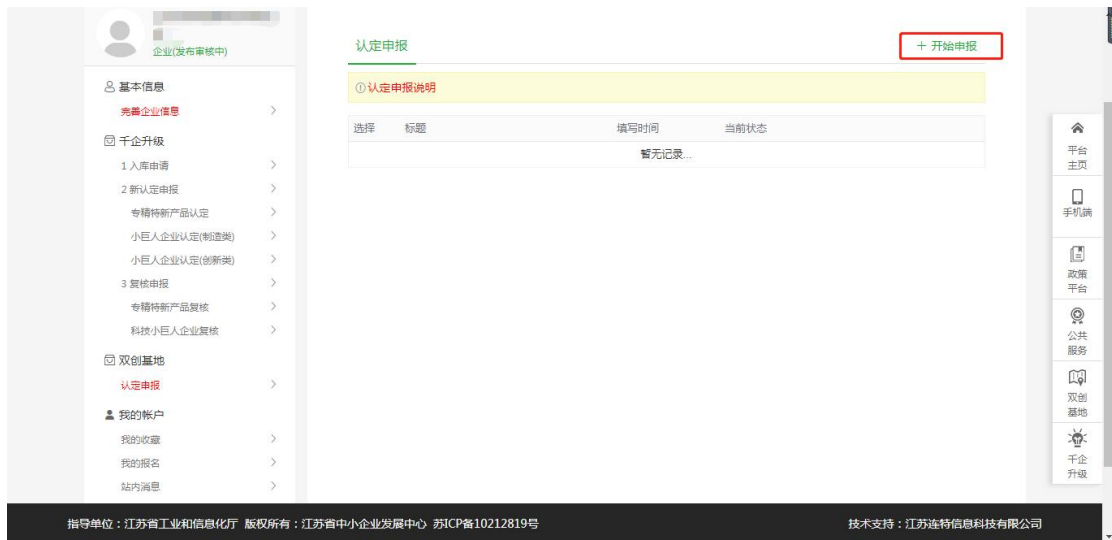 企业(发布审核中)
基本信息
完善企业信息
千企升级
1 入库申请
2 新认定申报
专精特新产品认定
小巨人企业认定(制造类)
小巨人企业认定(创新类)
3 复核申报
专精特新产品复核
科技小巨人企业复核
双创基地
认定申报
我的帐户
我的收藏
我的报名
站内消息
认定申报
+ 开始申报
认定申报说明
选择 标题 填写时间 当前状态
暂无记录...
平台
主页
手机端
政策
平台
公共
服务
双创
基地
千企
升级
指导单位：江苏省工业和信息化厅 版权所有：江苏省中小企业发展中心 苏ICP备10212819号
技术支持：江苏连特信息科技有限公司